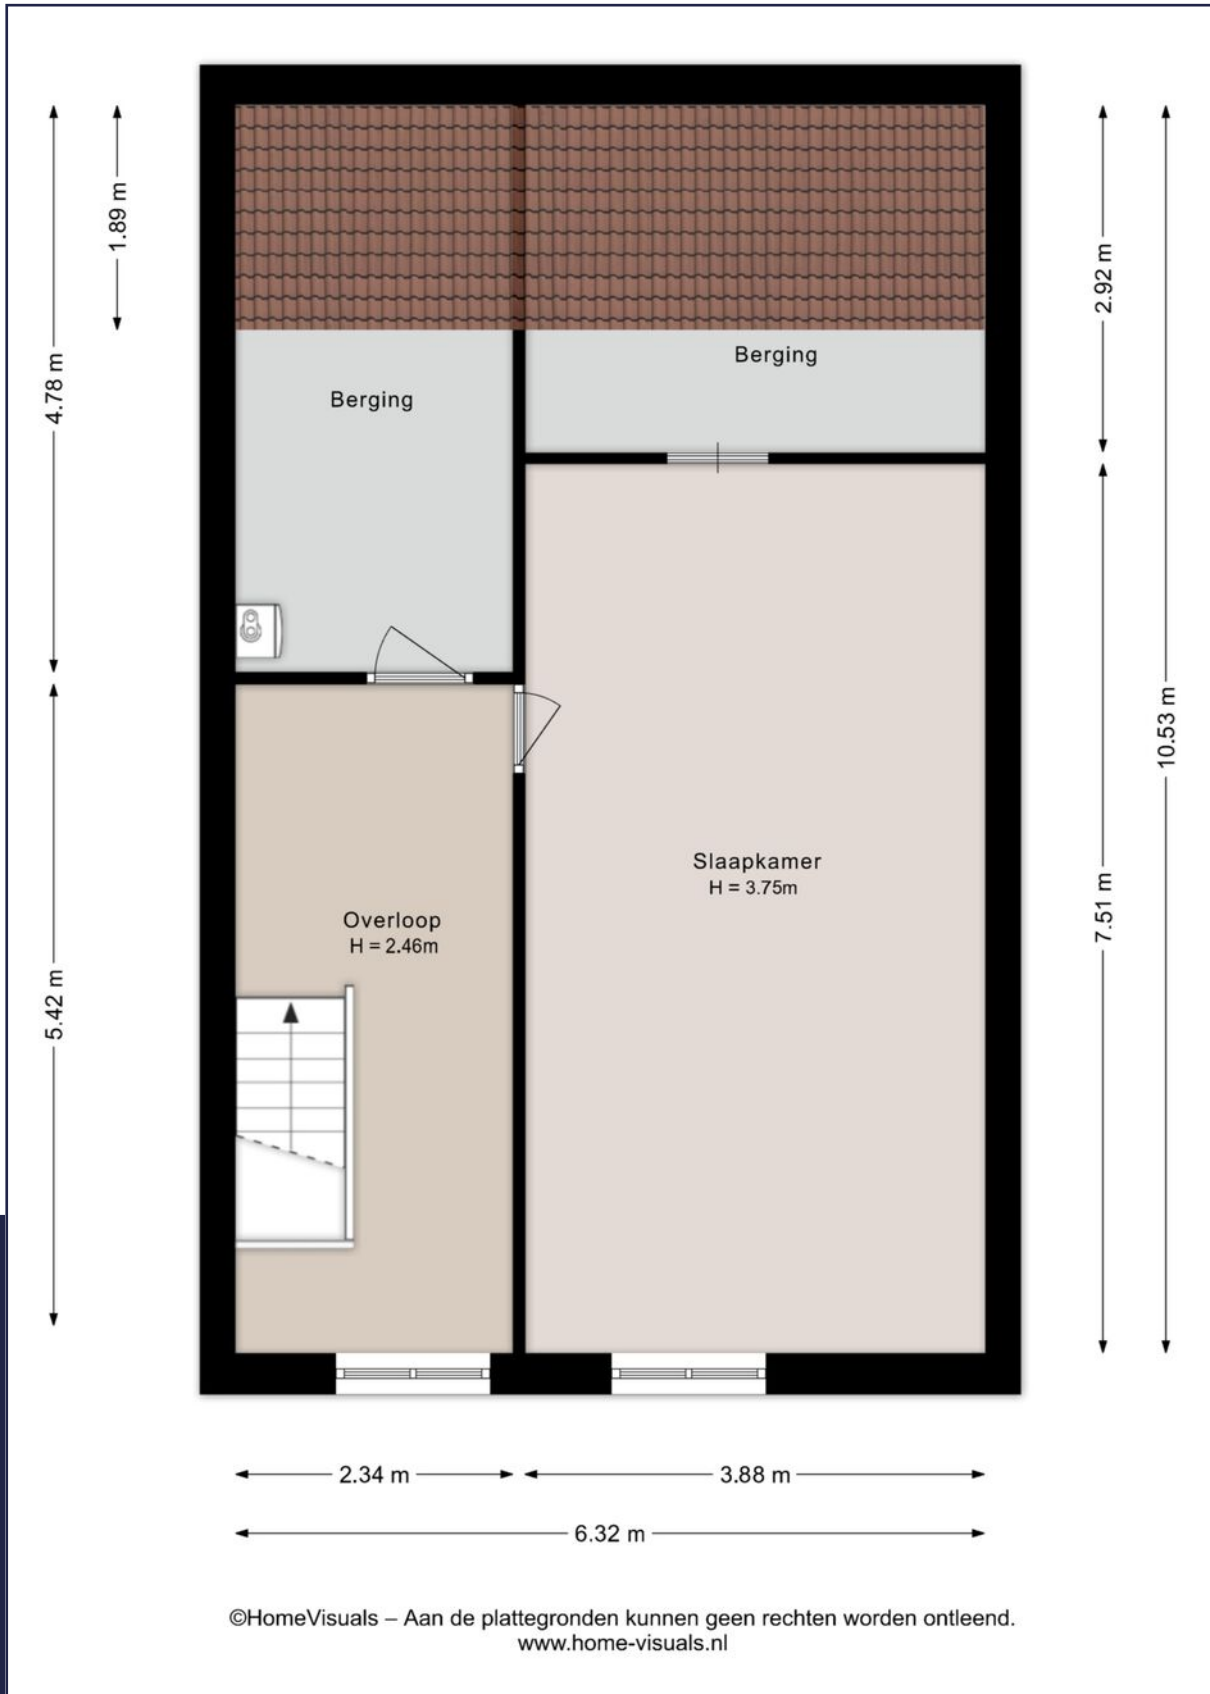 1.89 m
4.78 m
2.92 m
Berging
Berging
10.53 m
Slaapkamer
H = 3.75m
7.51 m
Overloop
H = 2.46m
5.42 m
2.34 m
3.88 m
6.32 m
©HomeVisuals – Aan de plattegronden kunnen geen rechten worden ontleend.
www.home-visuals.nl